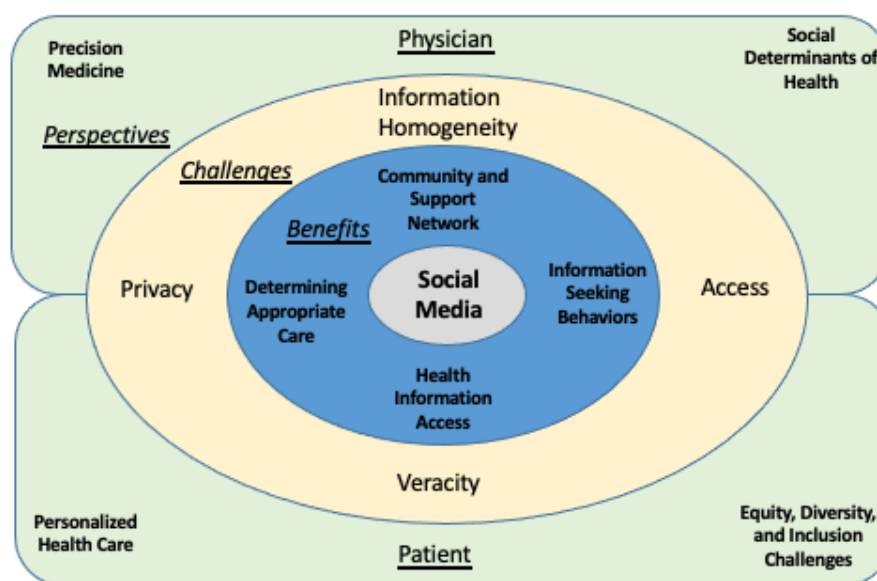 Precision
Medicine
Physician
Social
Determinants of
Health
Perspectives
Information
Homogeneity
Challenges
Community and
Support
Network
Benefits
Privacy
Determining
Appropriate
Care
Social
Media
Information
Seeking
Behaviors
Access
Health
Information
Access
Veracity
Personalized
Health Care
Patient
Equity, Diversity,
and Inclusion
Challenges